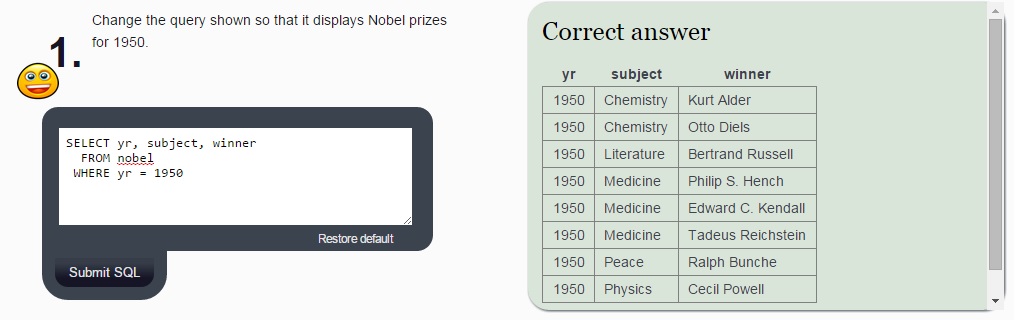 Change the query shown so that it displays Nobel prizes
for 1950.
1.
SELECT yr, subject, winner
FROM nobel
WHERE yr = 1950
Restore default
Submit SQL
Correct answer
yr subject winner
1950 Chemistry Kurt Alder
1950 Chemistry Otto Diels
1950 Literature Bertrand Russell
1950 Medicine Philip S. Hench
1950 Medicine Edward C. Kendall
1950 Medicine Tadeus Reichstein
1950 Peace Ralph Bunche
1950 Physics Cecil Powell